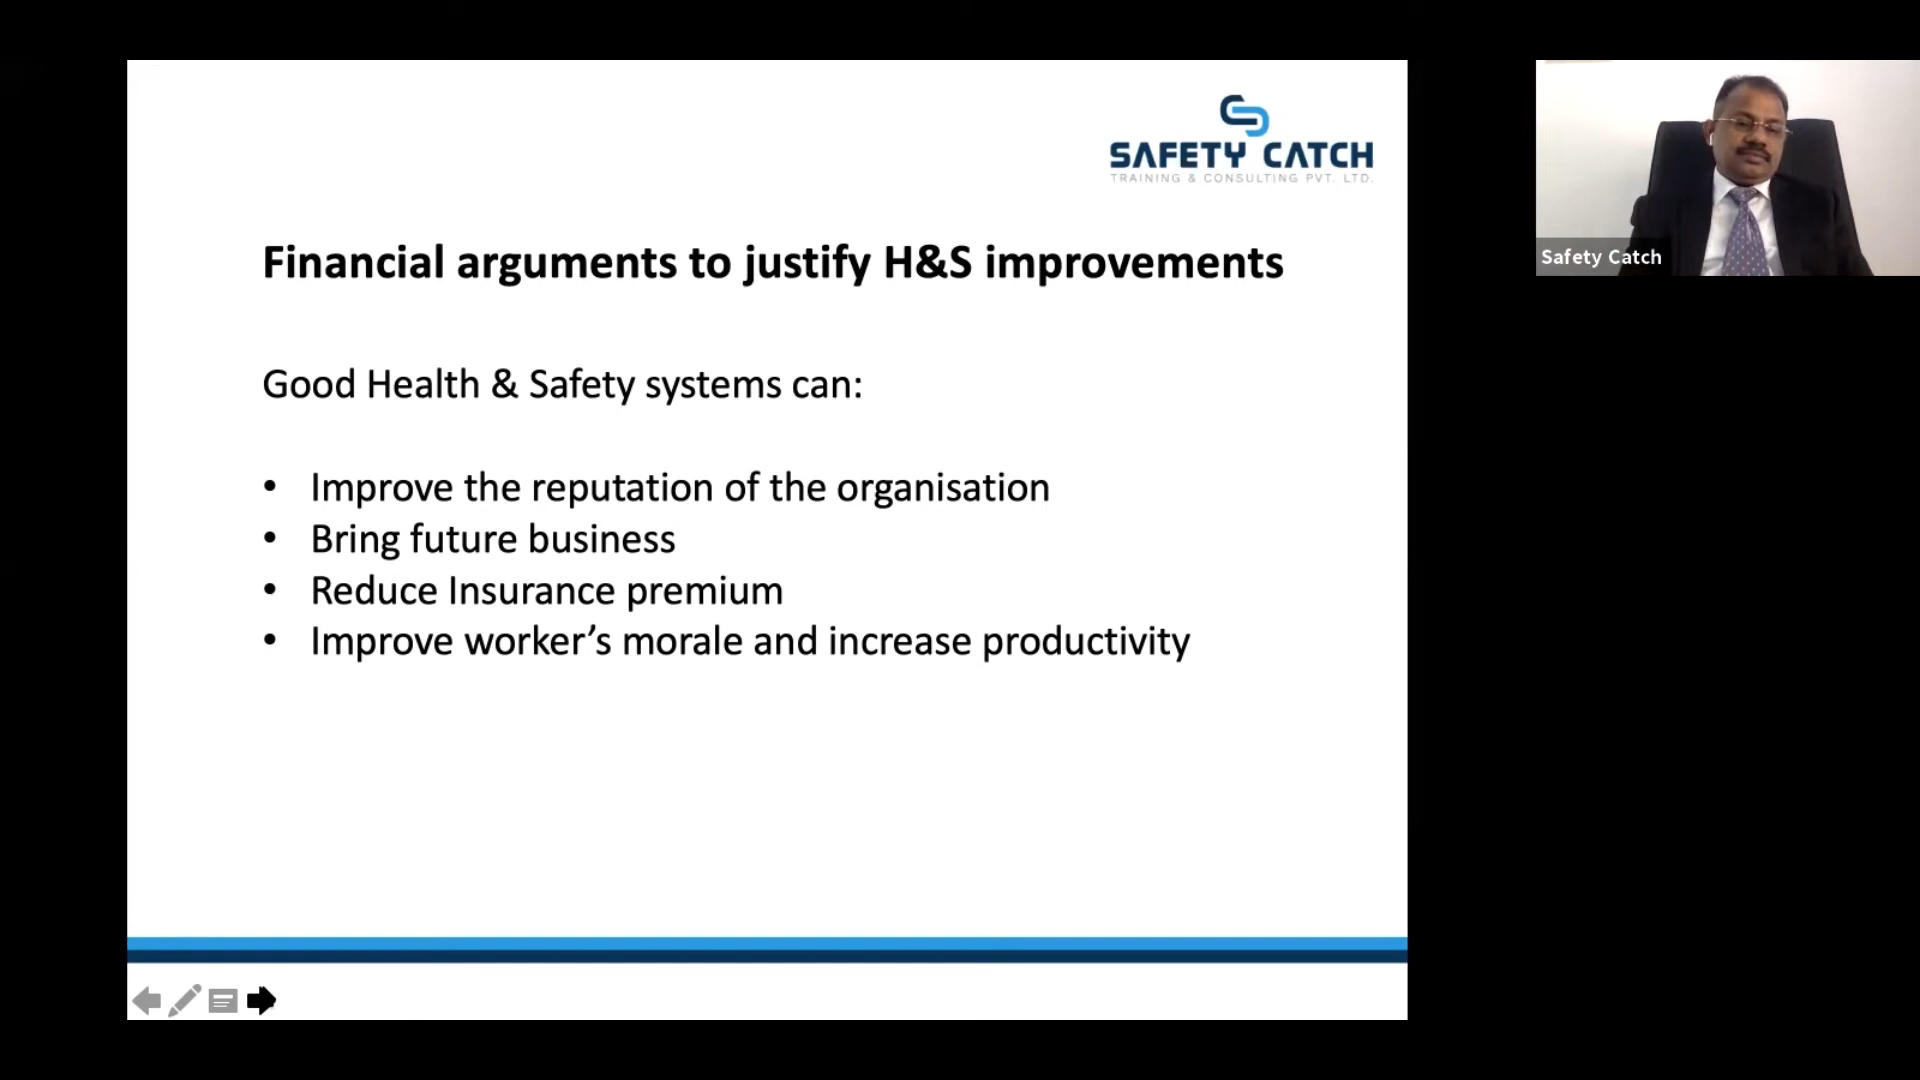 SAFETY CATCH
TRAINING & CONSULTING PVT. LTD.
Financial arguments to justify H&S improvements
Good Health & Safety systems can:
• Improve the reputation of the organisation
• Bring future business
• Reduce Insurance premium
• Improve worker’s morale and increase productivity
Safety Catch